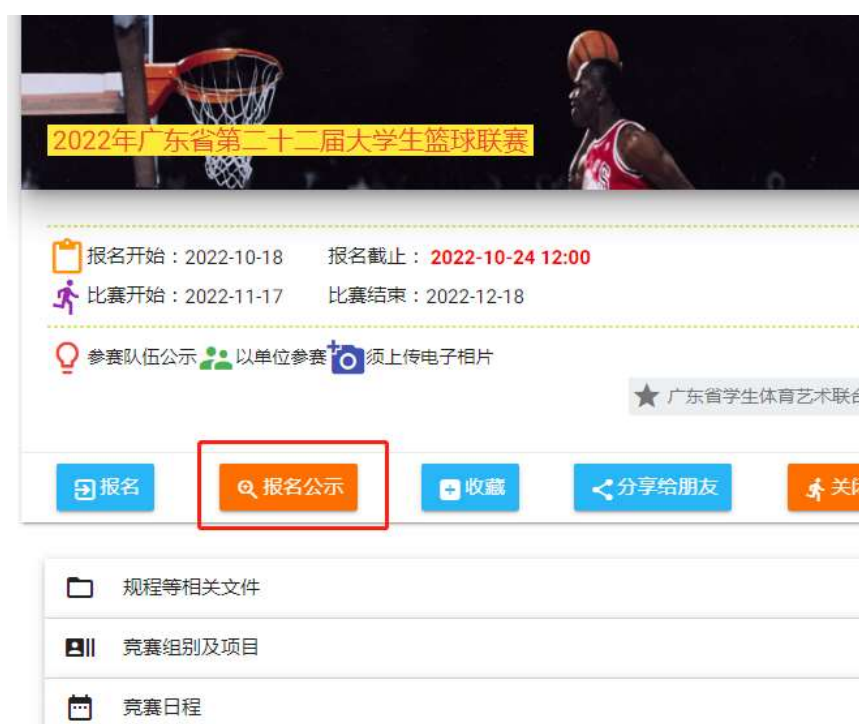 2022年广东省第二十二届大学生篮球联赛
报名开始：2022-10-18 报名截止：2022-10-24 12:00
比赛开始：2022-11-17 比赛结束：2022-12-18
参赛队伍公示 以单位参赛 须上传电子相片
广东省学生体育艺术联合
报名 报名公示 收藏 分享给朋友 关闭
规程等相关文件
竞赛组别及项目
竞赛日程